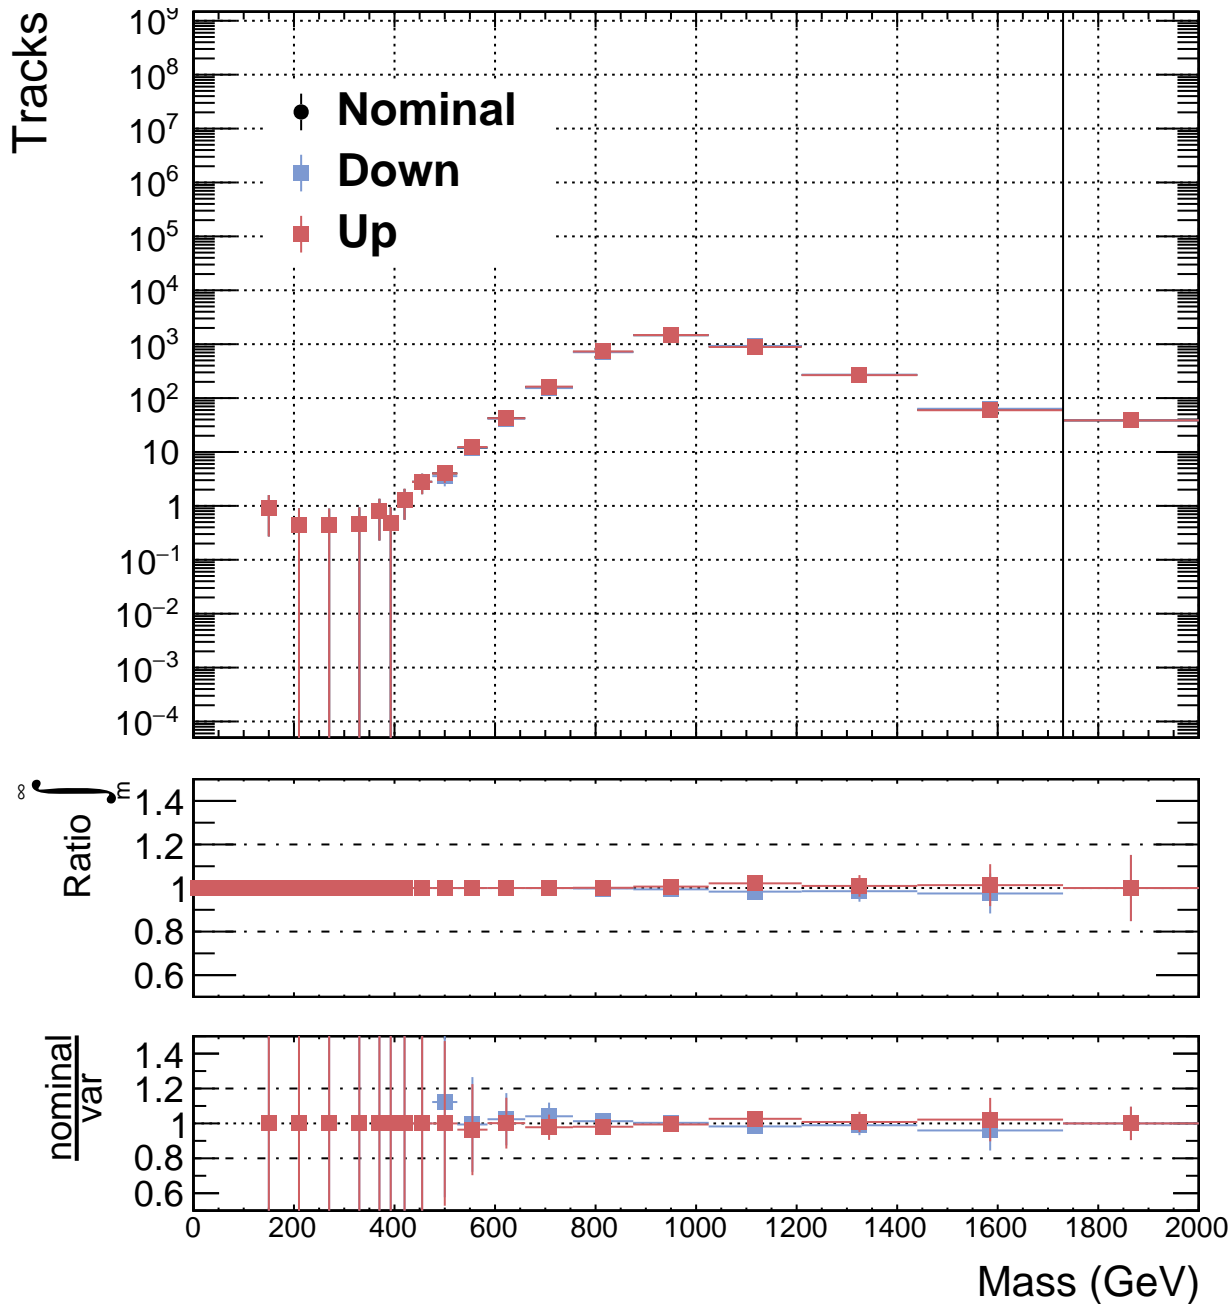 Tracks
10⁹
10⁸
10⁷
10⁶
10⁵
10⁴
10³
10²
10
1
10⁻¹
10⁻²
10⁻³
10⁻⁴
Nominal
Down
Up
Ratio ∫ₘ^∞
1.4
1.2
1
0.8
0.6
nominal
var
1.4
1.2
1
0.8
0.6
0 200 400 600 800 1000 1200 1400 1600 1800 2000
Mass (GeV)